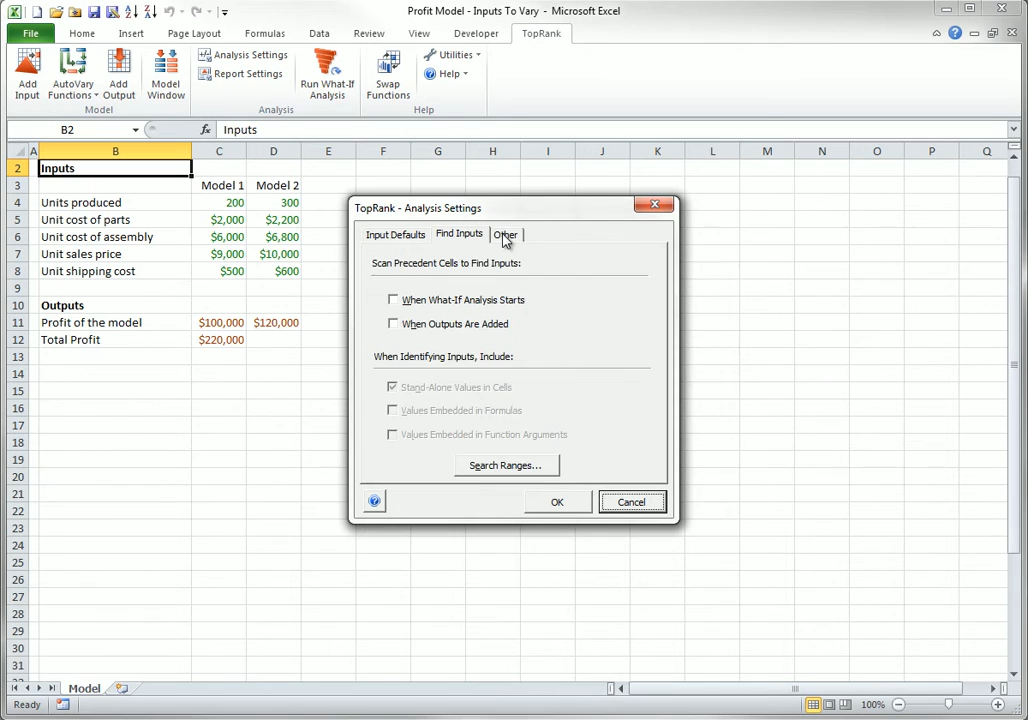 Profit Model - Inputs To Vary - Microsoft Excel
File Home Insert Page Layout Formulas Data Review View Developer TopRank
Add Input
AutoVary Functions
Add Output
Model Window
Model
Analysis Settings
Report Settings
Run What-If Analysis
Analysis
Swap Functions
Utilities
Help
Help
B2 fx Inputs
A B C D E F G H I J K L M N O P Q
2 Inputs
3 Model 1 Model 2
4 Units produced 200 300
5 Unit cost of parts $2,000 $2,200
6 Unit cost of assembly $6,000 $6,800
7 Unit sales price $9,000 $10,000
8 Unit shipping cost $500 $600
9
10 Outputs
11 Profit of the model $100,000 $120,000
12 Total Profit $220,000
13
14
15
16
17
18
19
20
21
22
23
24
25
26
27
28
29
30
31
TopRank - Analysis Settings
Input Defaults Find Inputs Other
Scan Precedent Cells to Find Inputs:
When What-If Analysis Starts
When Outputs Are Added
When Identifying Inputs, Include:
Stand-Alone Values in Cells
Values Embedded in Formulas
Values Embedded in Function Arguments
Search Ranges...
OK Cancel
Model
Ready 100%